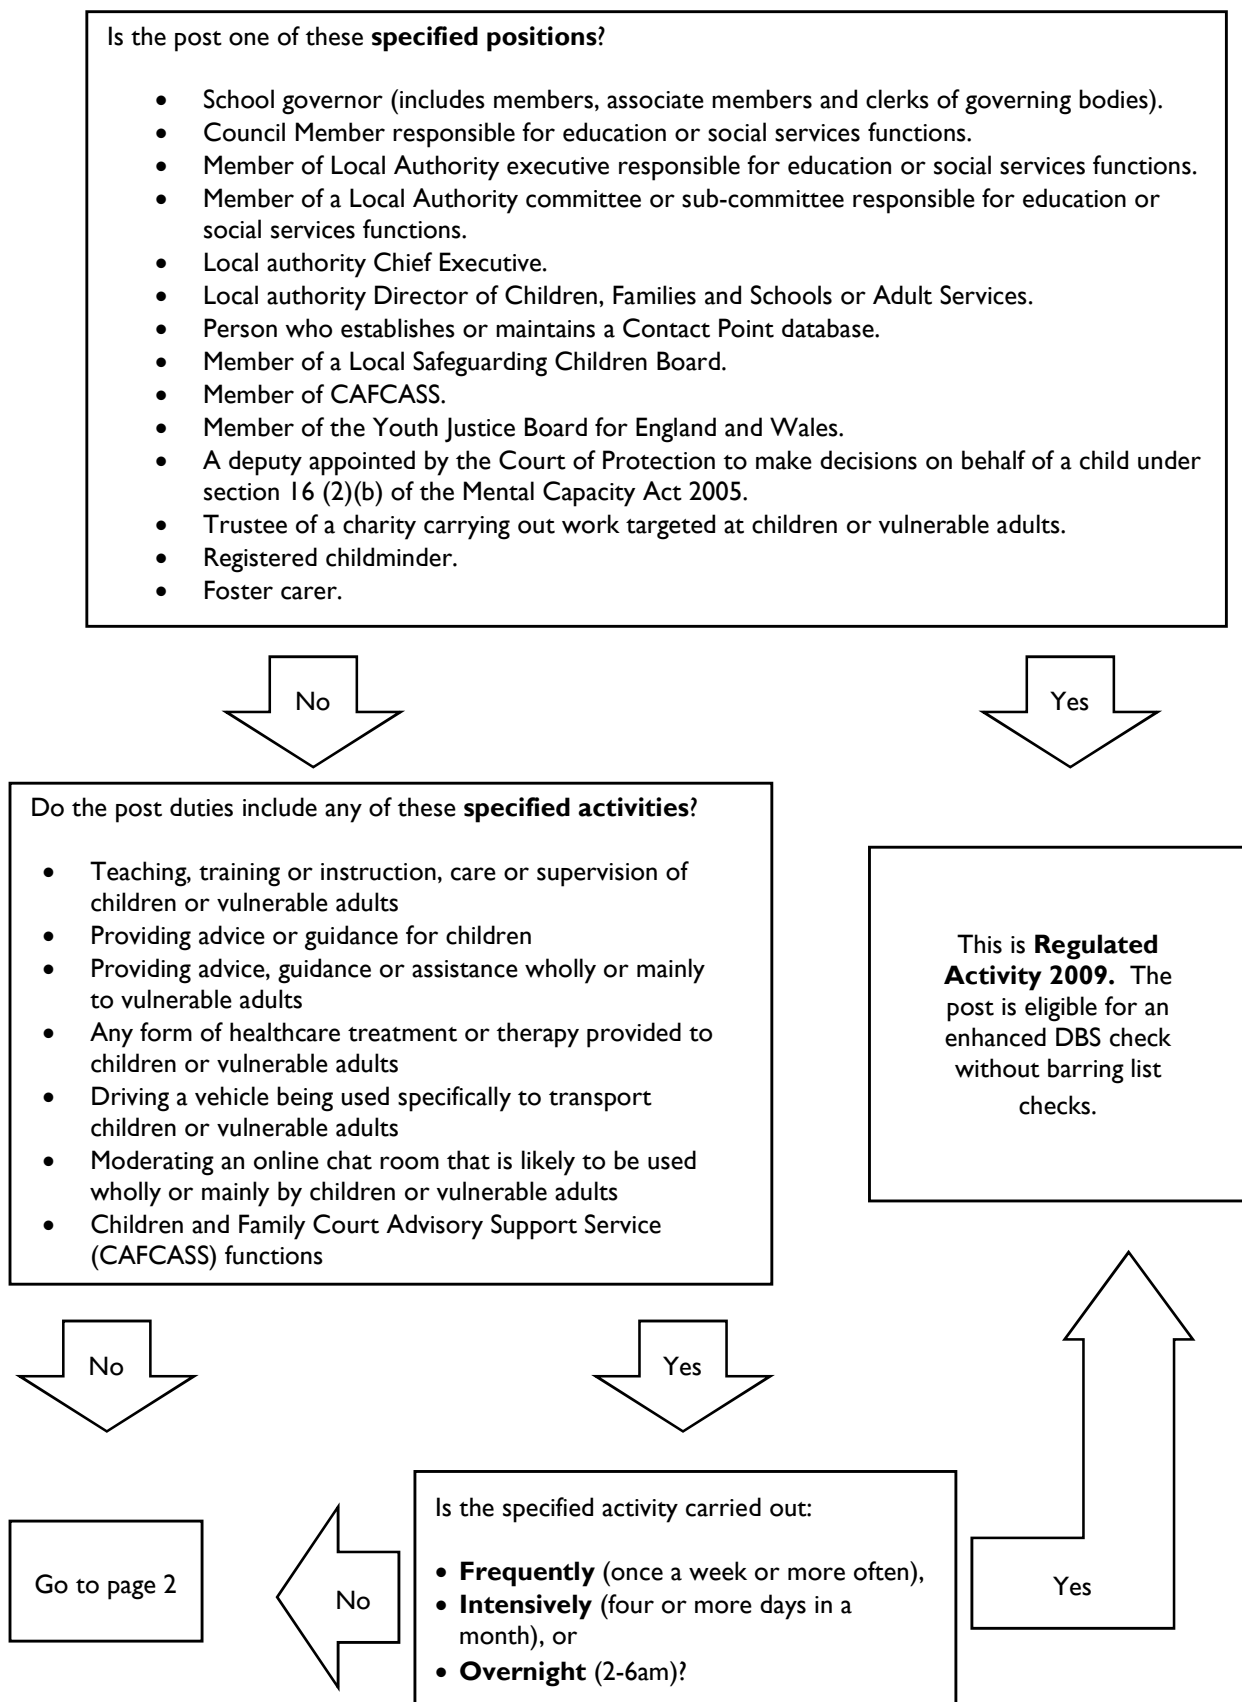 Is the post one of these specified positions?
• School governor (includes members, associate members and clerks of governing bodies).
• Council Member responsible for education or social services functions.
• Member of Local Authority executive responsible for education or social services functions.
• Member of a Local Authority committee or sub-committee responsible for education or
social services functions.
• Local authority Chief Executive.
• Local authority Director of Children, Families and Schools or Adult Services.
• Person who establishes or maintains a Contact Point database.
• Member of a Local Safeguarding Children Board.
• Member of CAFCASS.
• Member of the Youth Justice Board for England and Wales.
• A deputy appointed by the Court of Protection to make decisions on behalf of a child under
section 16 (2)(b) of the Mental Capacity Act 2005.
• Trustee of a charity carrying out work targeted at children or vulnerable adults.
• Registered childminder.
• Foster carer.
No
Yes
Do the post duties include any of these specified activities?
• Teaching, training or instruction, care or supervision of
children or vulnerable adults
• Providing advice or guidance for children
• Providing advice, guidance or assistance wholly or mainly
to vulnerable adults
• Any form of healthcare treatment or therapy provided to
children or vulnerable adults
• Driving a vehicle being used specifically to transport
children or vulnerable adults
• Moderating an online chat room that is likely to be used
wholly or mainly by children or vulnerable adults
• Children and Family Court Advisory Support Service
(CAFCASS) functions
This is Regulated
Activity 2009. The
post is eligible for an
enhanced DBS check
without barring list
checks.
No
Yes
Go to page 2
No
Is the specified activity carried out:
• Frequently (once a week or more often),
• Intensively (four or more days in a
month), or
• Overnight (2-6am)?
Yes